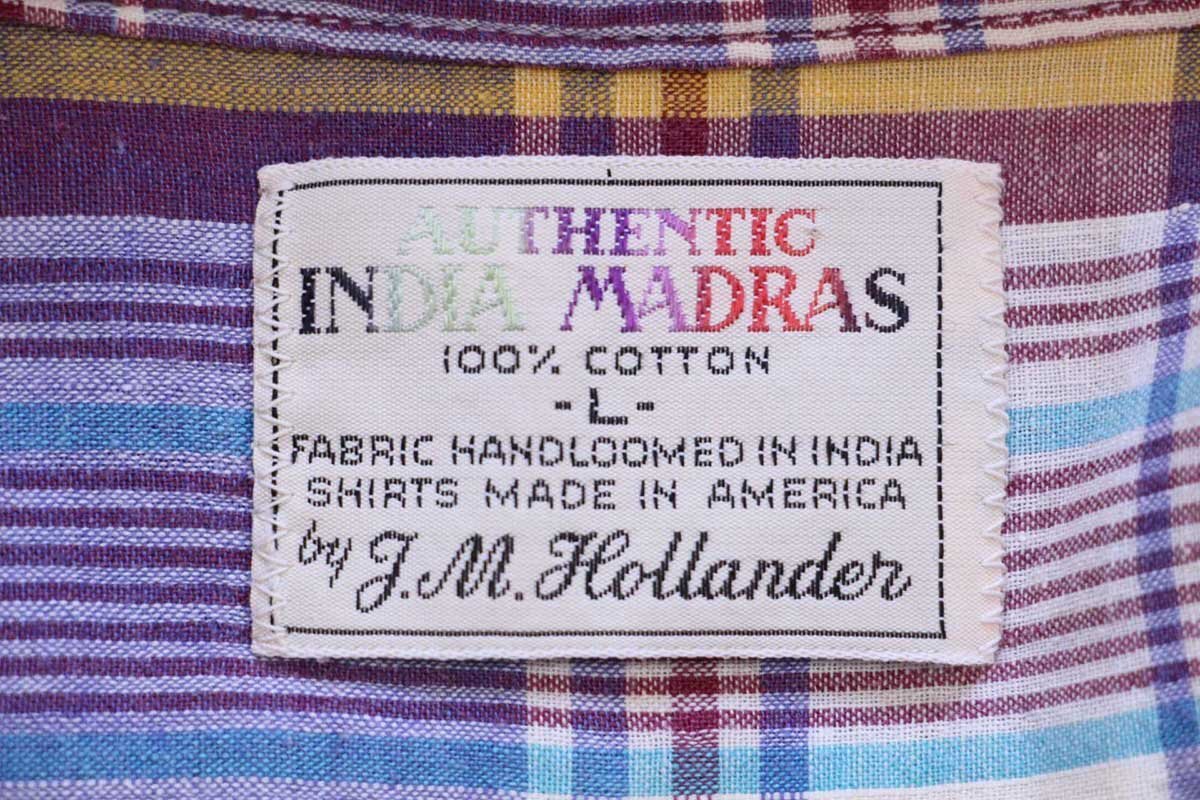 AUTHENTIC
INDIA MADRAS
100% COTTON
-L-
FABRIC HANDLOOMED IN INDIA
SHIRTS MADE IN AMERICA
by J.M. Hollander